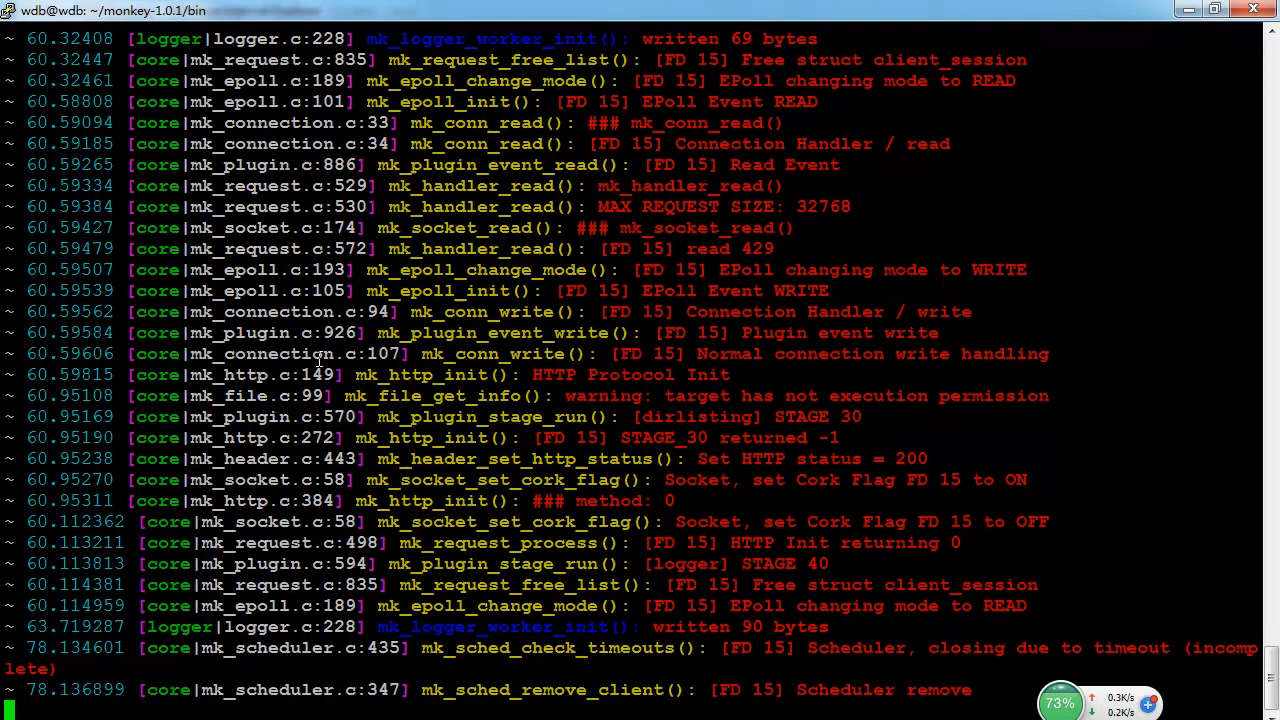 wdb@wdb: ~/monkey-1.0.1/bin
~ 60.32408 [logger|logger.c:228] mk_logger_worker_init(): written 69 bytes
~ 60.32447 [core|mk_request.c:835] mk_request_free_list(): [FD 15] Free struct client_session
~ 60.32461 [core|mk_epoll.c:189] mk_epoll_change_mode(): [FD 15] EPoll changing mode to READ
~ 60.58808 [core|mk_epoll.c:101] mk_epoll_init(): [FD 15] EPoll Event READ
~ 60.59094 [core|mk_connection.c:33] mk_conn_read(): ### mk_conn_read()
~ 60.59185 [core|mk_connection.c:34] mk_conn_read(): [FD 15] Connection Handler / read
~ 60.59265 [core|mk_plugin.c:886] mk_plugin_event_read(): [FD 15] Read Event
~ 60.59334 [core|mk_request.c:529] mk_handler_read(): mk_handler_read()
~ 60.59384 [core|mk_request.c:530] mk_handler_read(): MAX REQUEST SIZE: 32768
~ 60.59427 [core|mk_socket.c:174] mk_socket_read(): ### mk_socket_read()
~ 60.59479 [core|mk_request.c:572] mk_handler_read(): [FD 15] read 429
~ 60.59507 [core|mk_epoll.c:193] mk_epoll_change_mode(): [FD 15] EPoll changing mode to WRITE
~ 60.59539 [core|mk_epoll.c:105] mk_epoll_init(): [FD 15] EPoll Event WRITE
~ 60.59562 [core|mk_connection.c:94] mk_conn_write(): [FD 15] Connection Handler / write
~ 60.59584 [core|mk_plugin.c:926] mk_plugin_event_write(): [FD 15] Plugin event write
~ 60.59606 [core|mk_connection.c:107] mk_conn_write(): [FD 15] Normal connection write handling
~ 60.59815 [core|mk_http.c:149] mk_http_init(): HTTP Protocol Init
~ 60.95108 [core|mk_file.c:99] mk_file_get_info(): warning: target has not execution permission
~ 60.95169 [core|mk_plugin.c:570] mk_plugin_stage_run(): [dirlisting] STAGE 30
~ 60.95190 [core|mk_http.c:272] mk_http_init(): [FD 15] STAGE_30 returned -1
~ 60.95238 [core|mk_header.c:443] mk_header_set_http_status(): Set HTTP status = 200
~ 60.95270 [core|mk_socket.c:58] mk_socket_set_cork_flag(): Socket, set Cork Flag FD 15 to ON
~ 60.95311 [core|mk_http.c:384] mk_http_init(): ### method: 0
~ 60.112362 [core|mk_socket.c:58] mk_socket_set_cork_flag(): Socket, set Cork Flag FD 15 to OFF
~ 60.113211 [core|mk_request.c:498] mk_request_process(): [FD 15] HTTP Init returning 0
~ 60.113813 [core|mk_plugin.c:594] mk_plugin_stage_run(): [logger] STAGE 40
~ 60.114381 [core|mk_request.c:835] mk_request_free_list(): [FD 15] Free struct client_session
~ 60.114959 [core|mk_epoll.c:189] mk_epoll_change_mode(): [FD 15] EPoll changing mode to READ
~ 63.719287 [logger|logger.c:228] mk_logger_worker_init(): written 90 bytes
~ 78.134601 [core|mk_scheduler.c:435] mk_sched_check_timeouts(): [FD 15] Scheduler, closing due to timeout (incomp
lete)
~ 78.136899 [core|mk_scheduler.c:347] mk_sched_remove_client(): [FD 15] Scheduler remove
73%
0.3K/s
0.2K/s